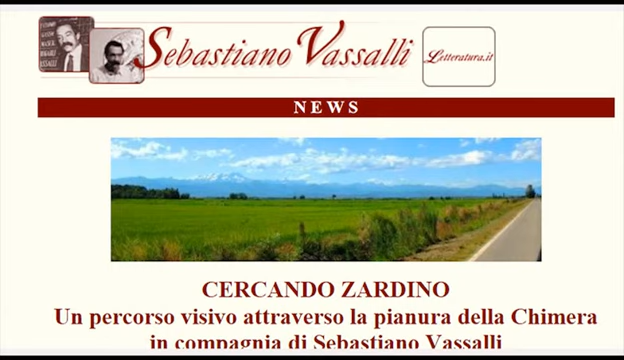 Sebastiano Vassalli
Letteratura.it
NEWS
CERCANDO ZARDINO
Un percorso visivo attraverso la pianura della Chimera
in compagnia di Sebastiano Vassalli